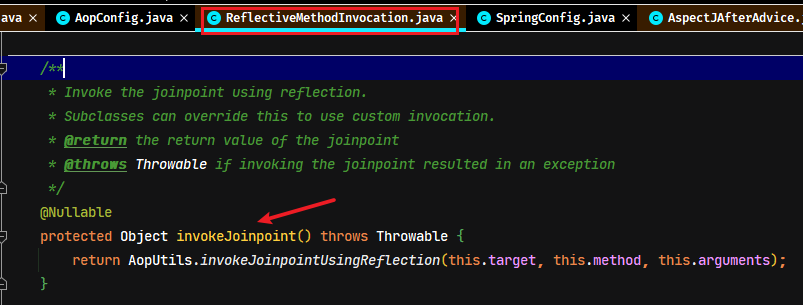 ava × AopConfig.java × ReflectiveMethodInvocation.java × SpringConfig.java × AspectJAfterAdvice.
/**
* Invoke the joinpoint using reflection.
* Subclasses can override this to use custom invocation.
* @return the return value of the joinpoint
* @throws Throwable if invoking the joinpoint resulted in an exception
*/
@Nullable
protected Object invokeJoinpoint() throws Throwable {
return AopUtils.invokeJoinpointUsingReflection(this.target, this.method, this.arguments);
}